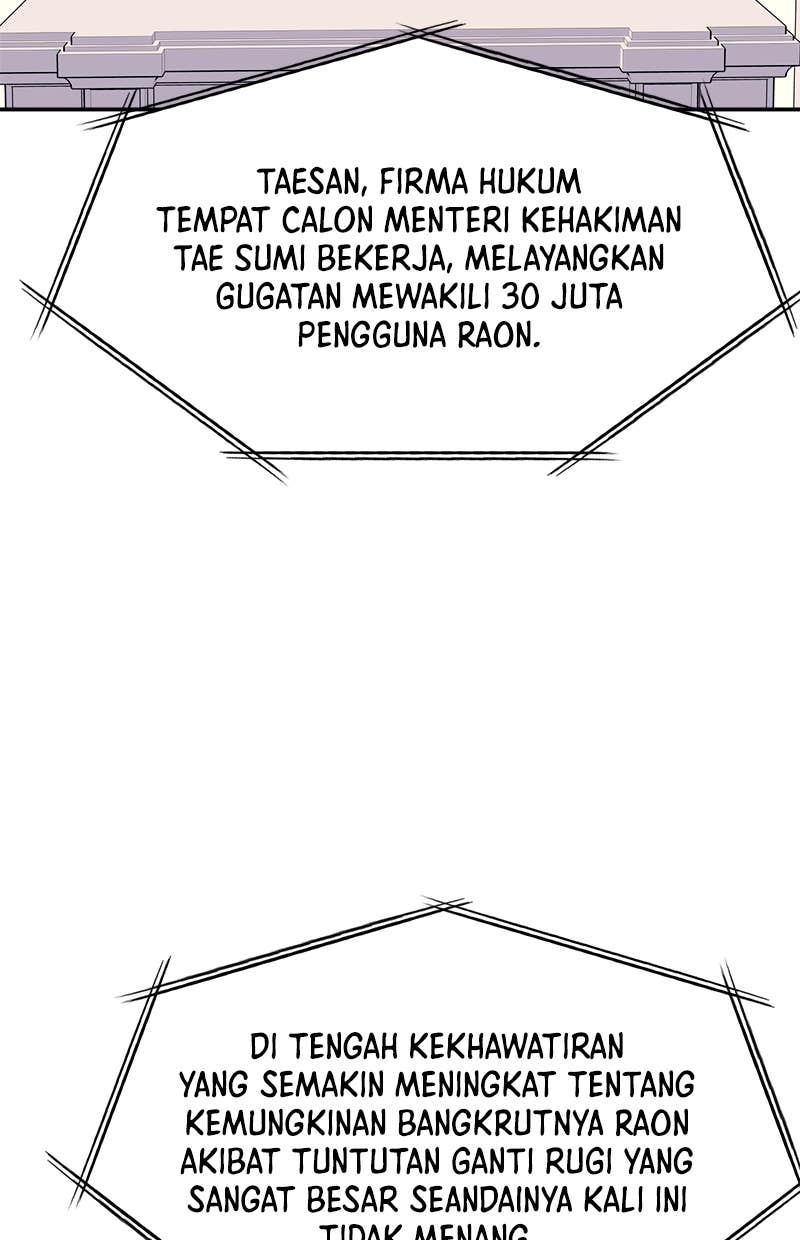 TAESAN, FIRMA HUKUM
TEMPAT CALON MENTERI KEHAKIMAN
TAE SUMI BEKERJA, MELAYANGKAN
GUGATAN MEWAKILI 30 JUTA
PENGGUNA RAON.
DI TENGAH KEKHAWATIRAN
YANG SEMAKIN MENINGKAT TENTANG
KEMUNGKINAN BANGKRUTNYA RAON
AKIBAT TUNTUTAN GANTI RUGI YANG
SANGAT BESAR SEANDAINYA KALI INI
TIDAK MENANG